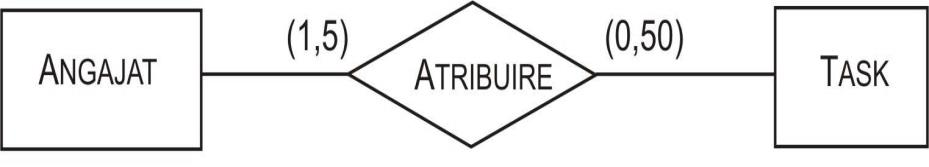 ANGAJAT
(1,5)
ATRIBUIRE
(0,50)
TASK